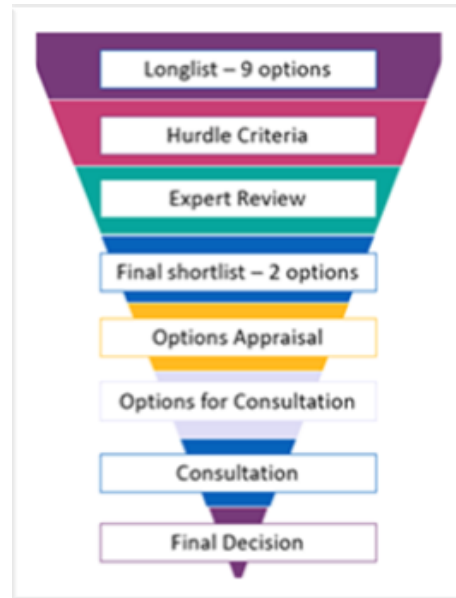 Longlist – 9 options
Hurdle Criteria
Expert Review
Final shortlist – 2 options
Options Appraisal
Options for Consultation
Consultation
Final Decision